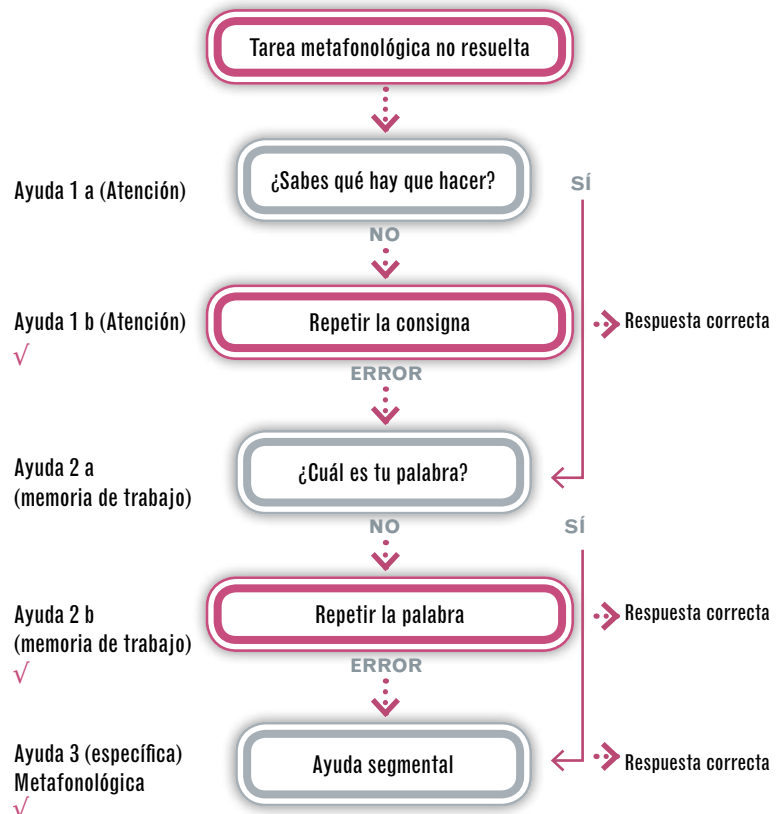 Tarea metafonológica no resuelta
Ayuda 1 a (Atención)
¿Sabes qué hay que hacer?
SÍ
NO
Ayuda 1 b (Atención)
√
Repetir la consigna
Respuesta correcta
ERROR
Ayuda 2 a
(memoria de trabajo)
¿Cuál es tu palabra?
NO
SÍ
Ayuda 2 b
(memoria de trabajo)
√
Repetir la palabra
Respuesta correcta
ERROR
Ayuda 3 (específica)
Metafonológica
√
Ayuda segmental
Respuesta correcta